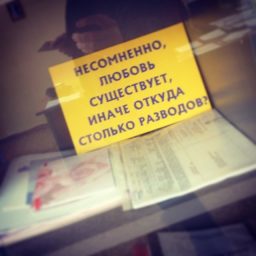 НЕСОМНЕННО,
ЛЮБОВЬ
СУЩЕСТВУЕТ,
ИНАЧЕ ОТКУДА
СТОЛЬКО РАЗВОДОВ?